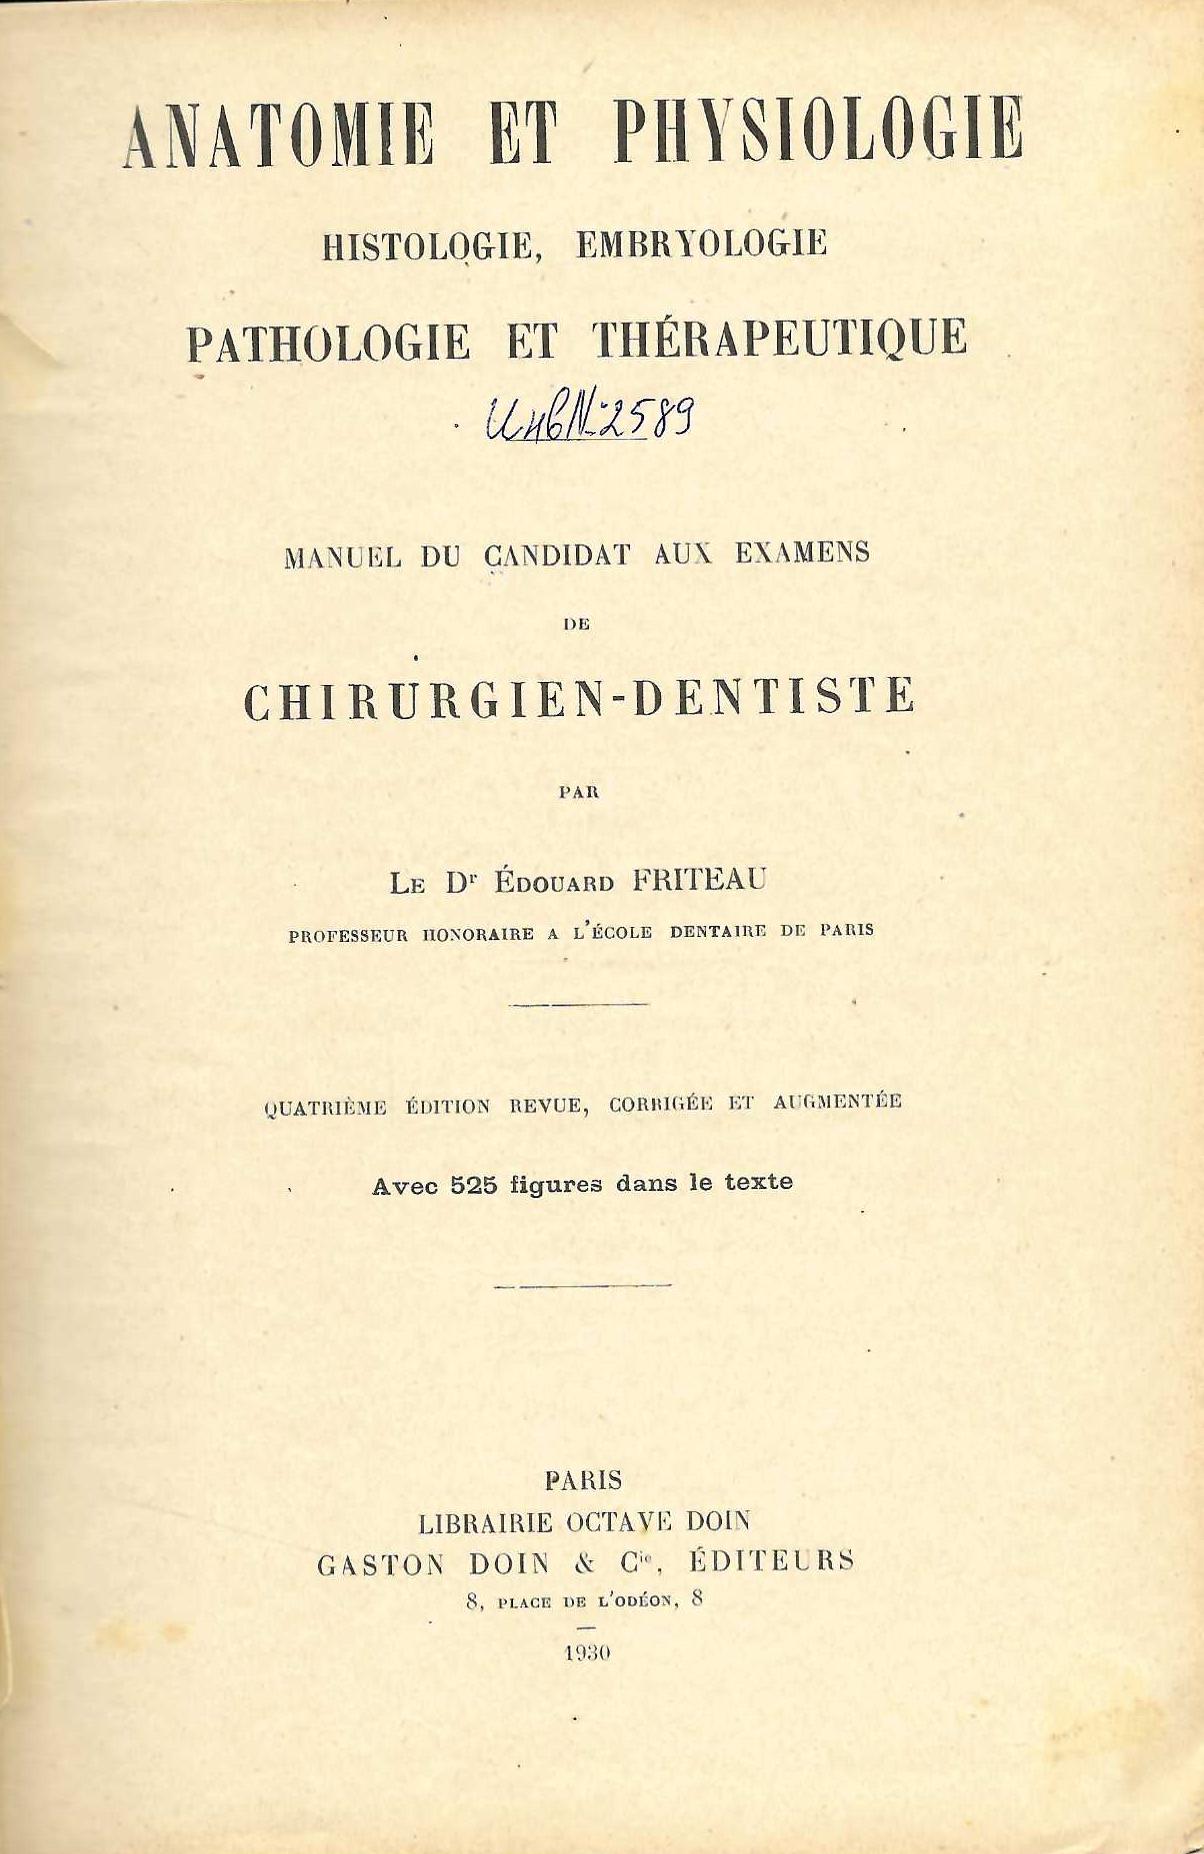 ANATOMIE ET PHYSIOLOGIE
HISTOLOGIE, EMBRYOLOGIE
PATHOLOGIE ET THÉRAPEUTIQUE
Инв№2589
MANUEL DU CANDIDAT AUX EXAMENS
DE
CHIRURGIEN-DENTISTE
PAR
LE Dr ÉDOUARD FRITEAU
PROFESSEUR HONORAIRE A L'ÉCOLE DENTAIRE DE PARIS
QUATRIÈME ÉDITION REVUE, CORRIGÉE ET AUGMENTÉE
Avec 525 figures dans le texte
PARIS
LIBRAIRIE OCTAVE DOIN
GASTON DOIN & Cie, ÉDITEURS
8, PLACE DE L'ODÉON, 8
1930